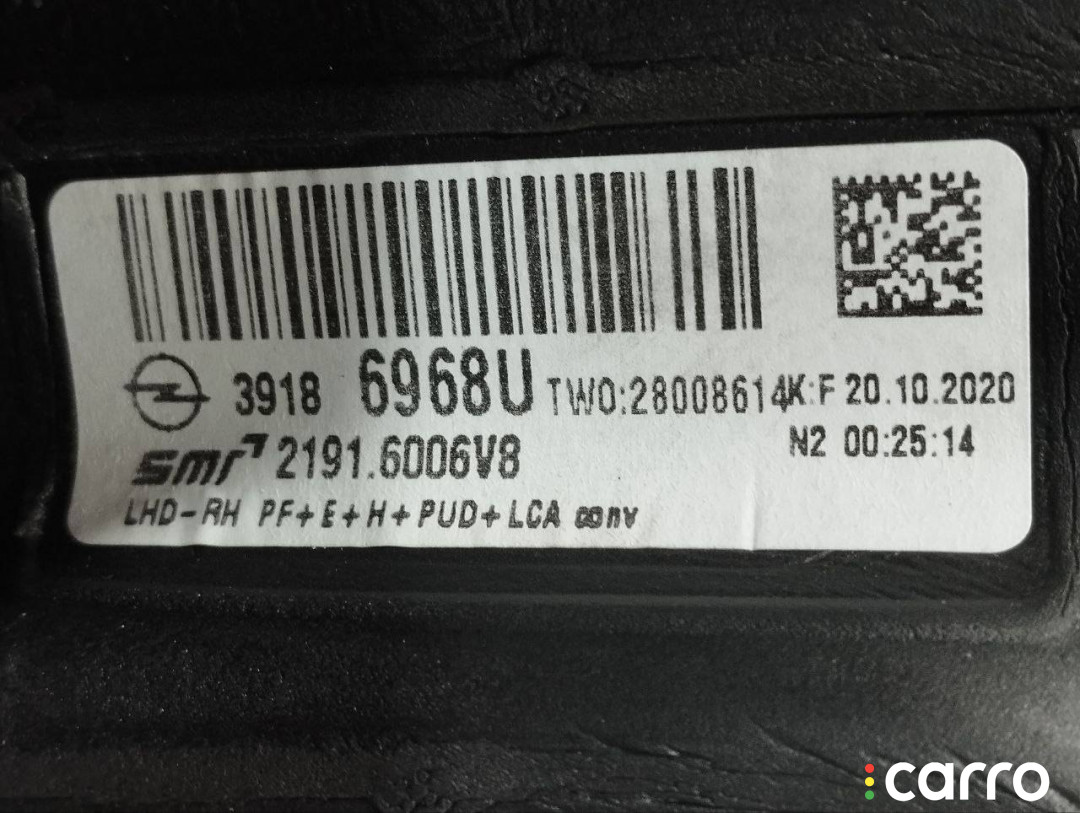 3918 6968U TWO:28008614K:F 20.10.2020
N2 00:25:14
smr 2191.6006V8
LHD-RH PF+E+H+PUD+LCA conv
carro